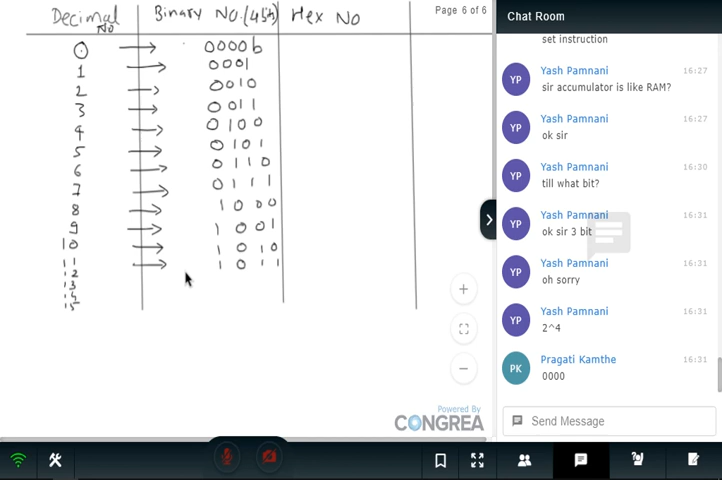 Decimal No Binary No.(4bit) Hex No
Page 6 of 6
0 → 0000b
1 → 0001
2 → 0010
3 → 0011
4 → 0100
5 → 0101
6 → 0110
7 → 0111
8 → 1000
9 → 1001
10 → 1010
11 → 1011
12
13
14
15
Powered By
CONGREA
Chat Room
set instruction
YP Yash Pamnani 16:27
sir accumulator is like RAM?
YP Yash Pamnani 16:27
ok sir
YP Yash Pamnani 16:30
till what bit?
YP Yash Pamnani 16:31
ok sir 3 bit
YP Yash Pamnani 16:31
oh sorry
YP Yash Pamnani 16:31
2^4
PK Pragati Kamthe 16:31
0000
Send Message